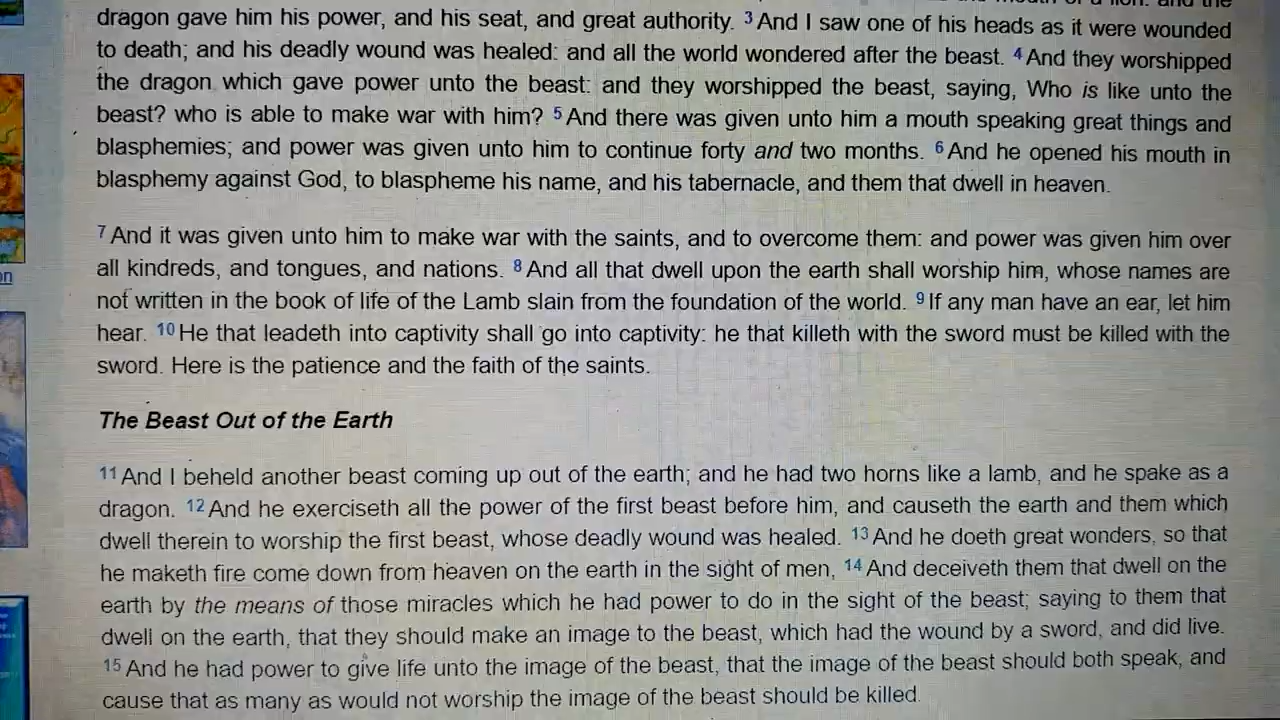 dragon gave him his power, and his seat, and great authority. 3 And I saw one of his heads as it were wounded
to death; and his deadly wound was healed: and all the world wondered after the beast. 4 And they worshipped
the dragon which gave power unto the beast: and they worshipped the beast, saying, Who is like unto the
beast? who is able to make war with him? 5 And there was given unto him a mouth speaking great things and
blasphemies; and power was given unto him to continue forty and two months. 6 And he opened his mouth in
blasphemy against God, to blaspheme his name, and his tabernacle, and them that dwell in heaven.
7 And it was given unto him to make war with the saints, and to overcome them: and power was given him over
all kindreds, and tongues, and nations. 8 And all that dwell upon the earth shall worship him, whose names are
not written in the book of life of the Lamb slain from the foundation of the world. 9 If any man have an ear, let him
hear. 10 He that leadeth into captivity shall go into captivity: he that killeth with the sword must be killed with the
sword. Here is the patience and the faith of the saints.
The Beast Out of the Earth
11 And I beheld another beast coming up out of the earth; and he had two horns like a lamb, and he spake as a
dragon. 12 And he exerciseth all the power of the first beast before him, and causeth the earth and them which
dwell therein to worship the first beast, whose deadly wound was healed. 13 And he doeth great wonders, so that
he maketh fire come down from heaven on the earth in the sight of men, 14 And deceiveth them that dwell on the
earth by the means of those miracles which he had power to do in the sight of the beast; saying to them that
dwell on the earth, that they should make an image to the beast, which had the wound by a sword, and did live.
15 And he had power to give life unto the image of the beast, that the image of the beast should both speak, and
cause that as many as would not worship the image of the beast should be killed.